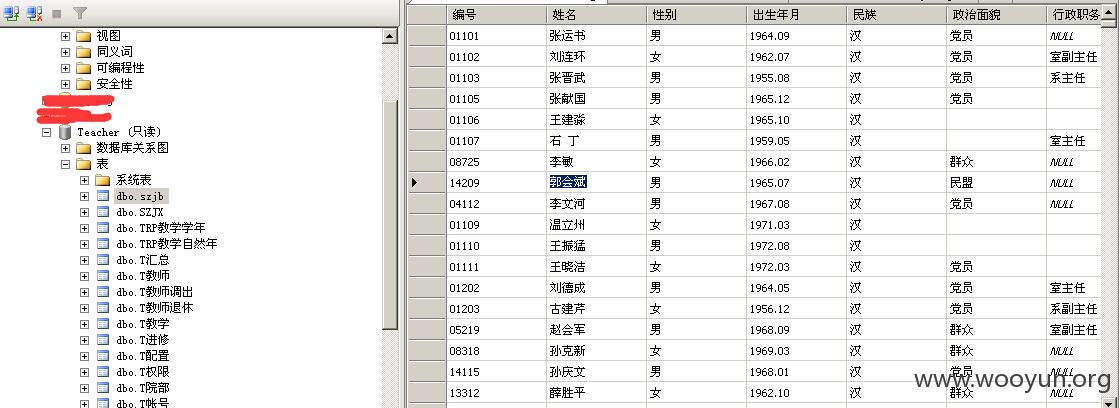 视图
同义词
可编程性
安全性
Teacher (只读)
数据库关系图
表
系统表
dbo.szjb
dbo.SZJX
dbo.TRP教学学年
dbo.TRP教学自然年
dbo.T汇总
dbo.T教师
dbo.T教师调出
dbo.T教师退休
dbo.T教学
dbo.T进修
dbo.T配置
dbo.T权限
dbo.T院部
dbo.T帐号
编号 姓名 性别 出生年月 民族 政治面貌 行政职务
01101 张运书 男 1964.09 汉 党员 NULL
01102 刘连环 女 1962.07 汉 党员 室副主任
01103 张晋武 男 1955.08 汉 党员 系主任
01105 张献国 男 1965.12 汉 党员
01106 王建淼 女 1965.10 汉
01107 石 丁 男 1959.05 汉 室主任
08725 李敏 女 1966.02 汉 群众 NULL
14209 郭会斌 男 1965.07 汉 民盟 NULL
04112 李文河 男 1967.08 汉 党员 NULL
01109 温立州 女 1971.03 汉
01110 王振猛 男 1972.08 汉
01111 王晓洁 女 1972.03 汉 党员
01202 刘德成 男 1964.05 汉 党员 室主任
01203 古建芹 女 1956.12 汉 党员 系副主任
05219 赵会军 男 1968.09 汉 群众 室副主任
08318 孙克新 女 1969.03 汉 群众 NULL
14115 孙庆文 男 1968.01 汉 党员 NULL
13312 薛胜平 女 1962.10 汉 群众 NULL
www.wooyun.org